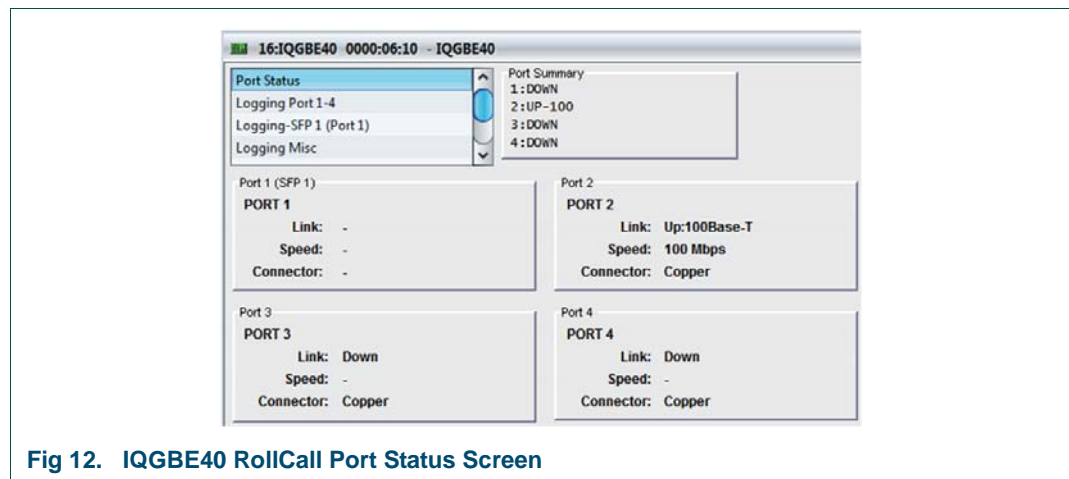 16:IQGBE40 0000:06:10 - IQGBE40
Port Status
Logging Port 1-4
Logging-SFP 1 (Port 1)
Logging Misc
Port Summary
1:DOWN
2:UP-100
3:DOWN
4:DOWN
Port 1 (SFP 1)
PORT 1
Link: -
Speed: -
Connector: -
Port 2
PORT 2
Link: Up:100Base-T
Speed: 100 Mbps
Connector: Copper
Port 3
PORT 3
Link: Down
Speed: -
Connector: Copper
Port 4
PORT 4
Link: Down
Speed: -
Connector: Copper
Fig 12. IQGBE40 RollCall Port Status Screen